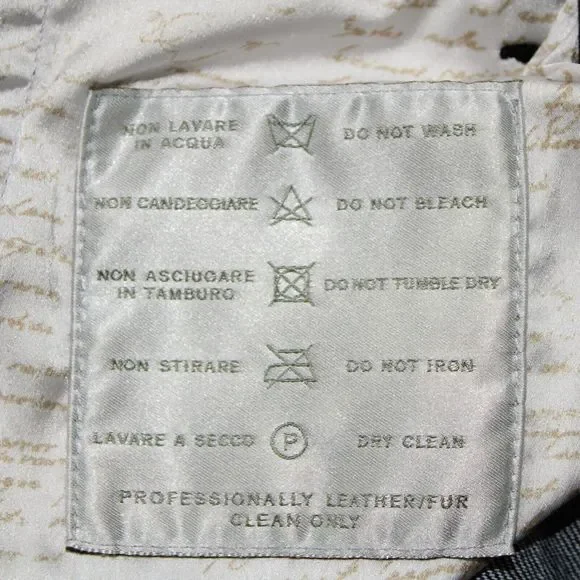 NON LAVARE DO NOT WASH
IN ACQUA
NON CANDEGGIARE DO NOT BLEACH
NON ASCIUGARE DO NOT TUMBLE DRY
IN TAMBURO
NON STIRARE DO NOT IRON
LAVARE A SECCO P DRY CLEAN
PROFESSIONALLY LEATHER/FUR
CLEAN ONLY